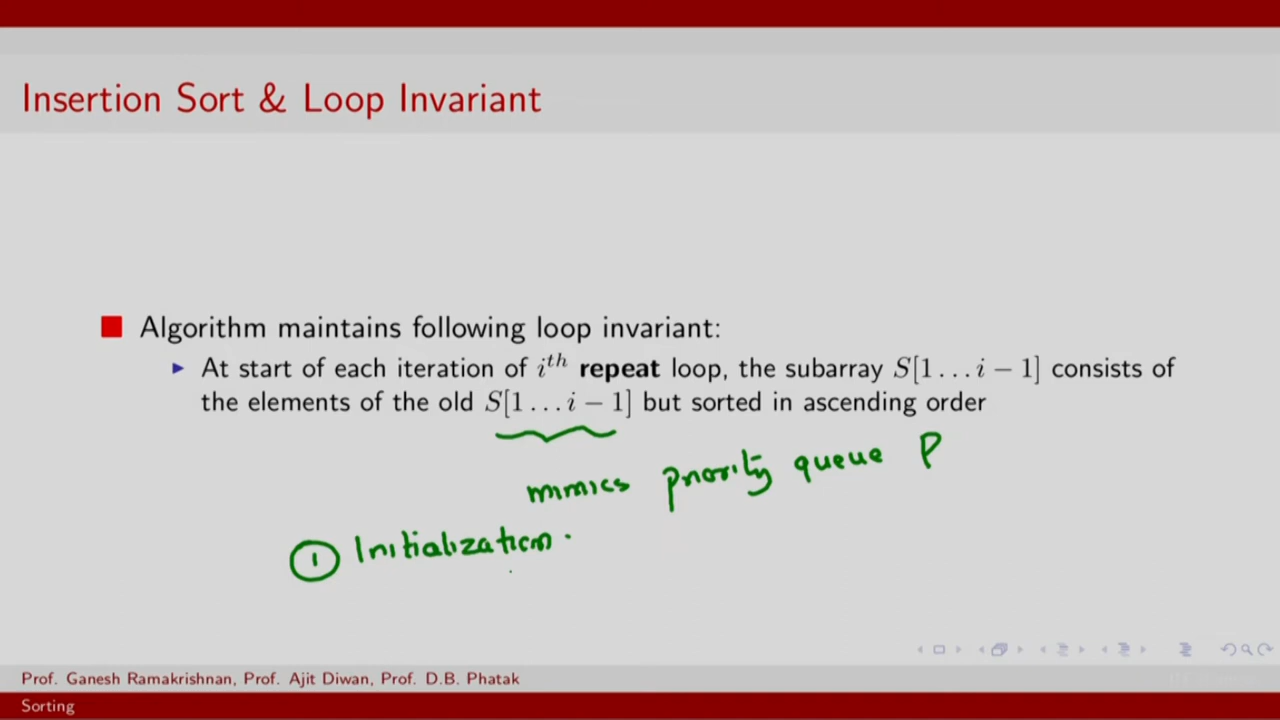 Insertion Sort & Loop Invariant
Algorithm maintains following loop invariant:
At start of each iteration of iᵗʰ repeat loop, the subarray S[1 . . . i − 1] consists of
the elements of the old S[1 . . . i − 1] but sorted in ascending order
mimics priority queue P
① Initialization.
Prof. Ganesh Ramakrishnan, Prof. Ajit Diwan, Prof. D.B. Phatak
Sorting